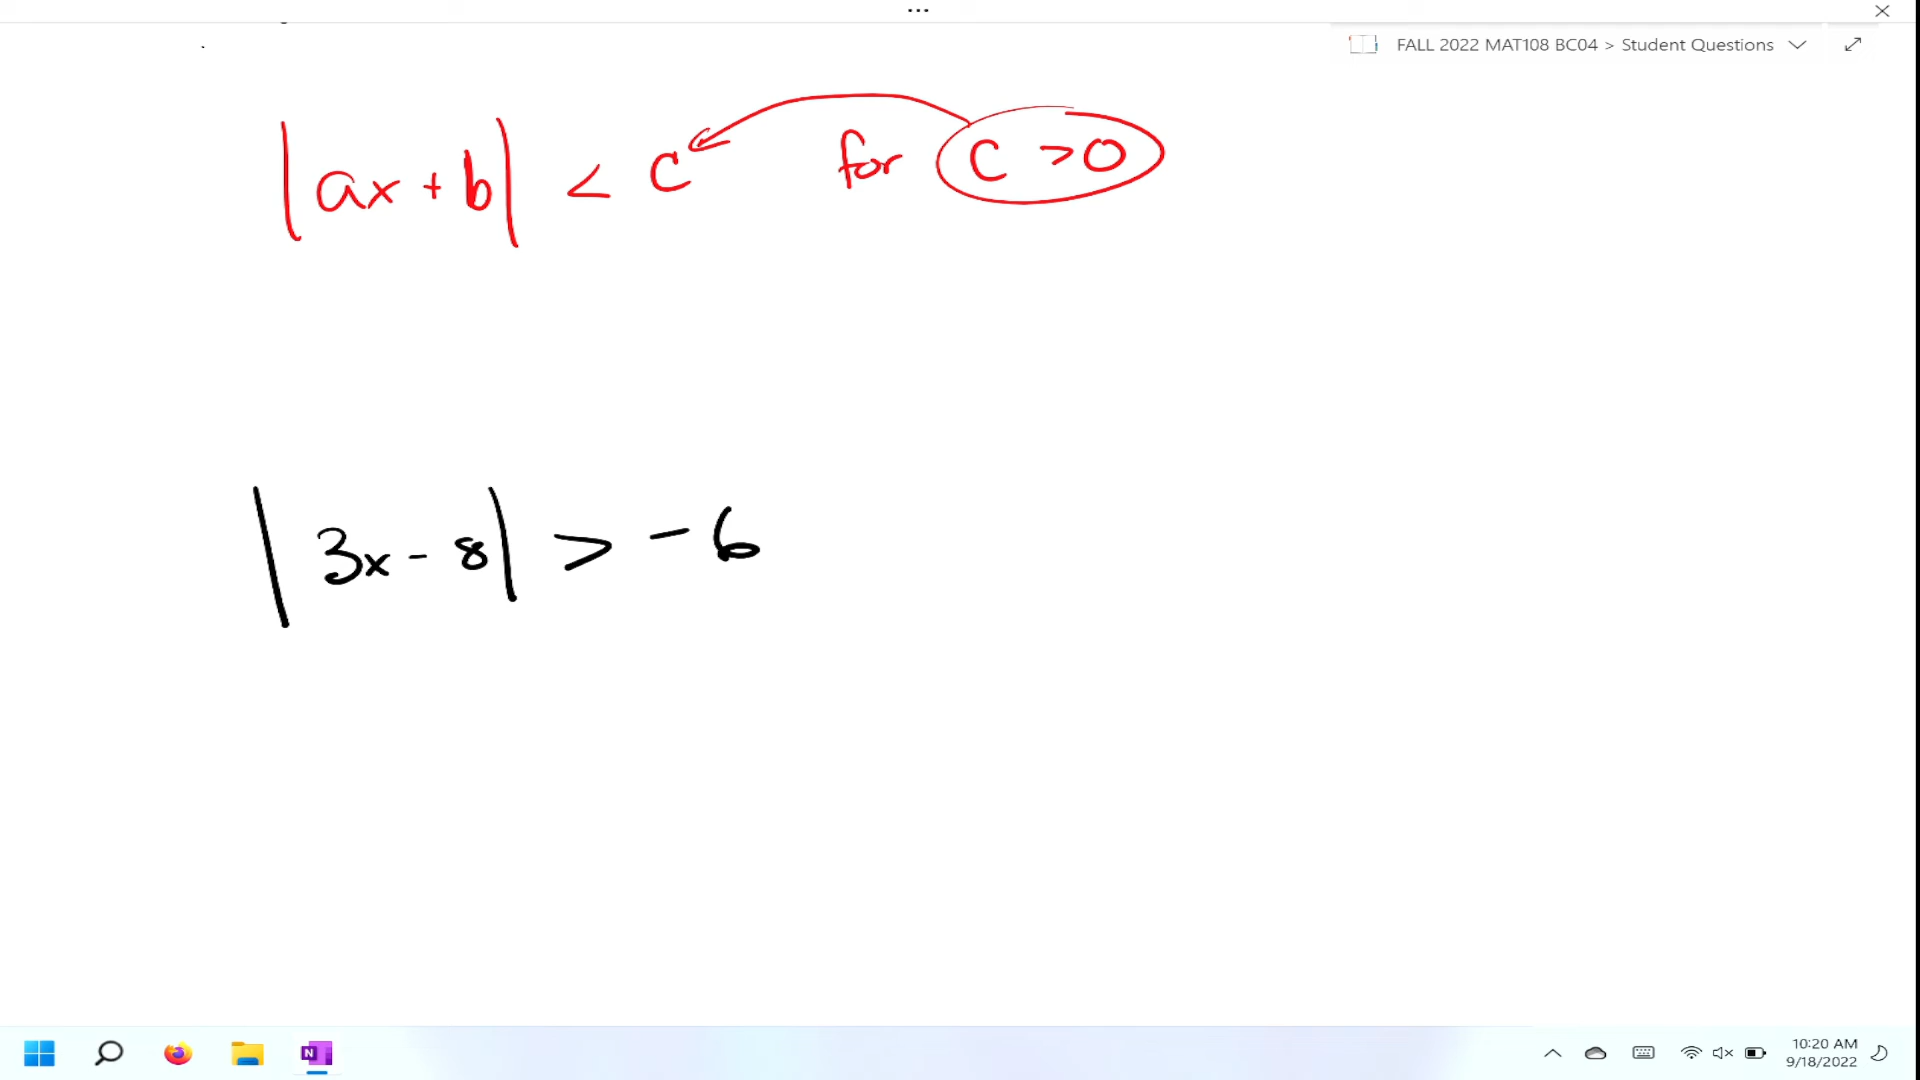 FALL 2022 MAT108 BC04 > Student Questions
|ax + b| < c for c > 0
|3x - 8| > - 6
10:20 AM
9/18/2022